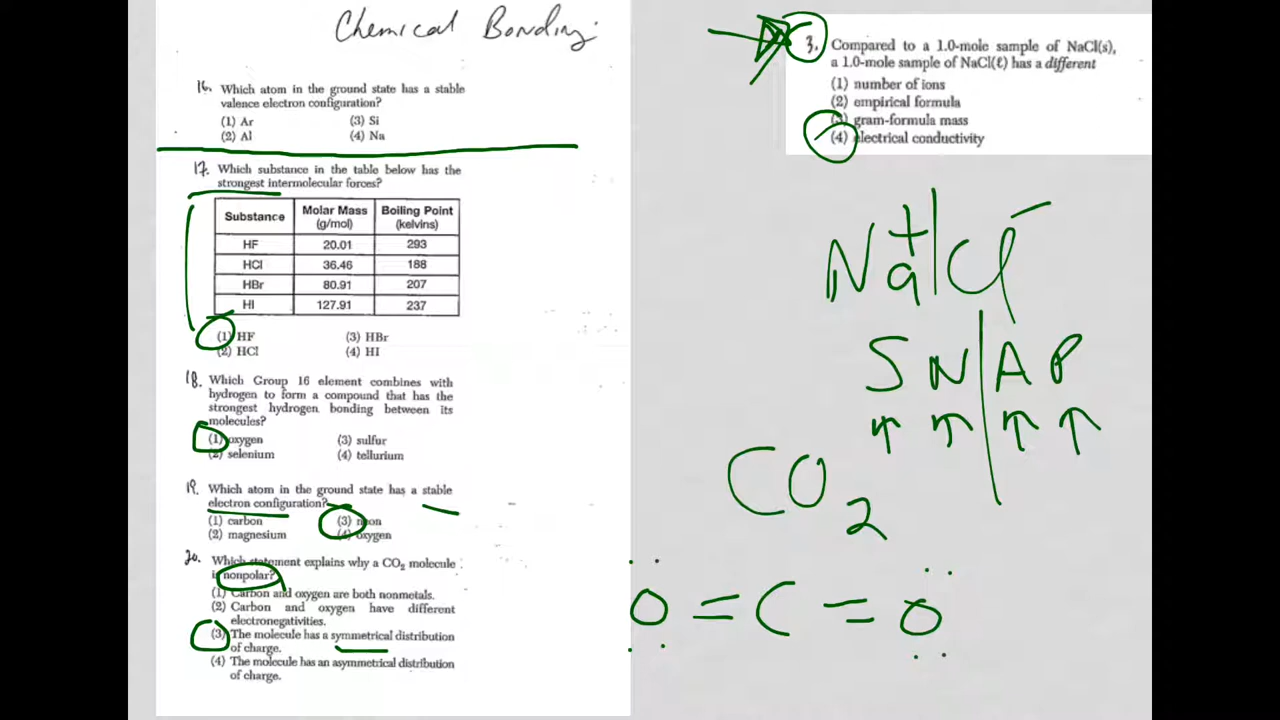 Chemical Bonding
16. Which atom in the ground state has a stable
valence electron configuration?
(1) Ar (3) Si
(2) Al (4) Na
17. Which substance in the table below has the
strongest intermolecular forces?
Substance Molar Mass (g/mol) Boiling Point (kelvins)
HF 20.01 293
HCl 36.46 188
HBr 80.91 207
HI 127.91 237
(1) HF (3) HBr
(2) HCl (4) HI
18. Which Group 16 element combines with
hydrogen to form a compound that has the
strongest hydrogen bonding between its
molecules?
(1) oxygen (3) sulfur
(2) selenium (4) tellurium
19. Which atom in the ground state has a stable
electron configuration?
(1) carbon (3) neon
(2) magnesium (4) oxygen
20. Which statement explains why a CO₂ molecule
is nonpolar?
(1) Carbon and oxygen are both nonmetals.
(2) Carbon and oxygen have different
electronegativities.
(3) The molecule has a symmetrical distribution
of charge.
(4) The molecule has an asymmetrical distribution
of charge.
3. Compared to a 1.0-mole sample of NaCl(s),
a 1.0-mole sample of NaCl(ℓ) has a different
(1) number of ions
(2) empirical formula
(3) gram-formula mass
(4) electrical conductivity
Na⁺|Cl⁻
S N | A P
CO₂
O = C = O